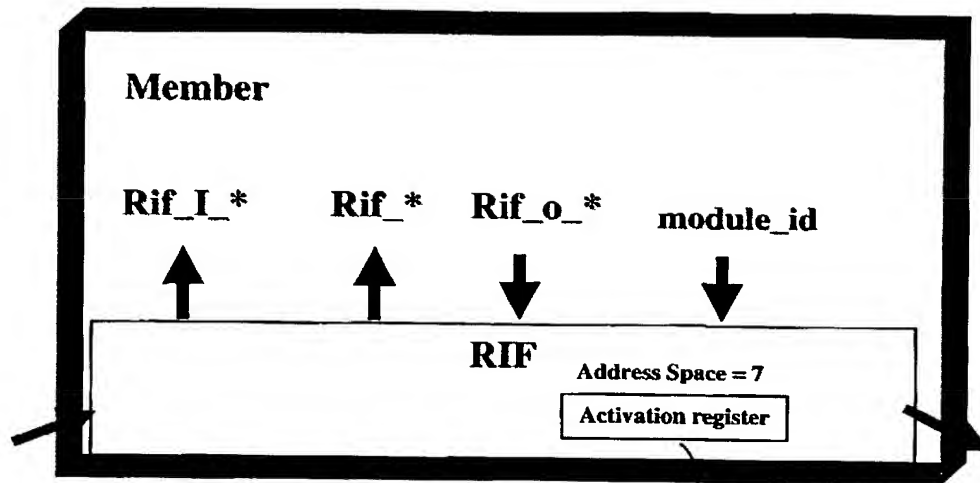 Member
Rif_I_* Rif_* Rif_o_* module_id
RIF
Address Space = 7
Activation register